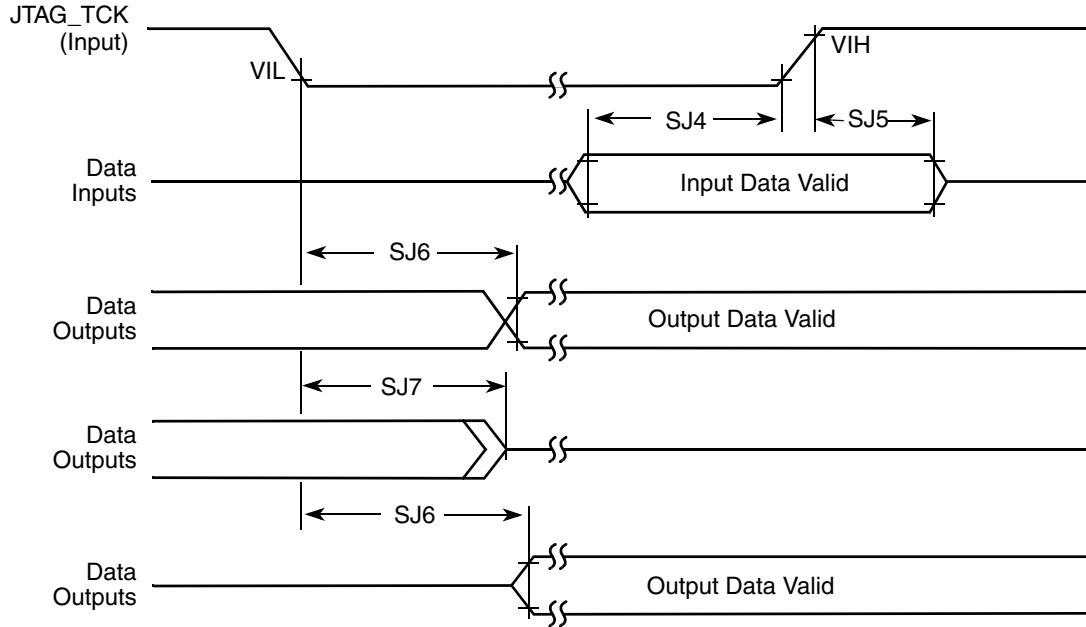 JTAG_TCK
(Input)
VIL
VIH
SJ4
SJ5
Data
Inputs
Input Data Valid
SJ6
Data
Outputs
Output Data Valid
SJ7
Data
Outputs
SJ6
Data
Outputs
Output Data Valid